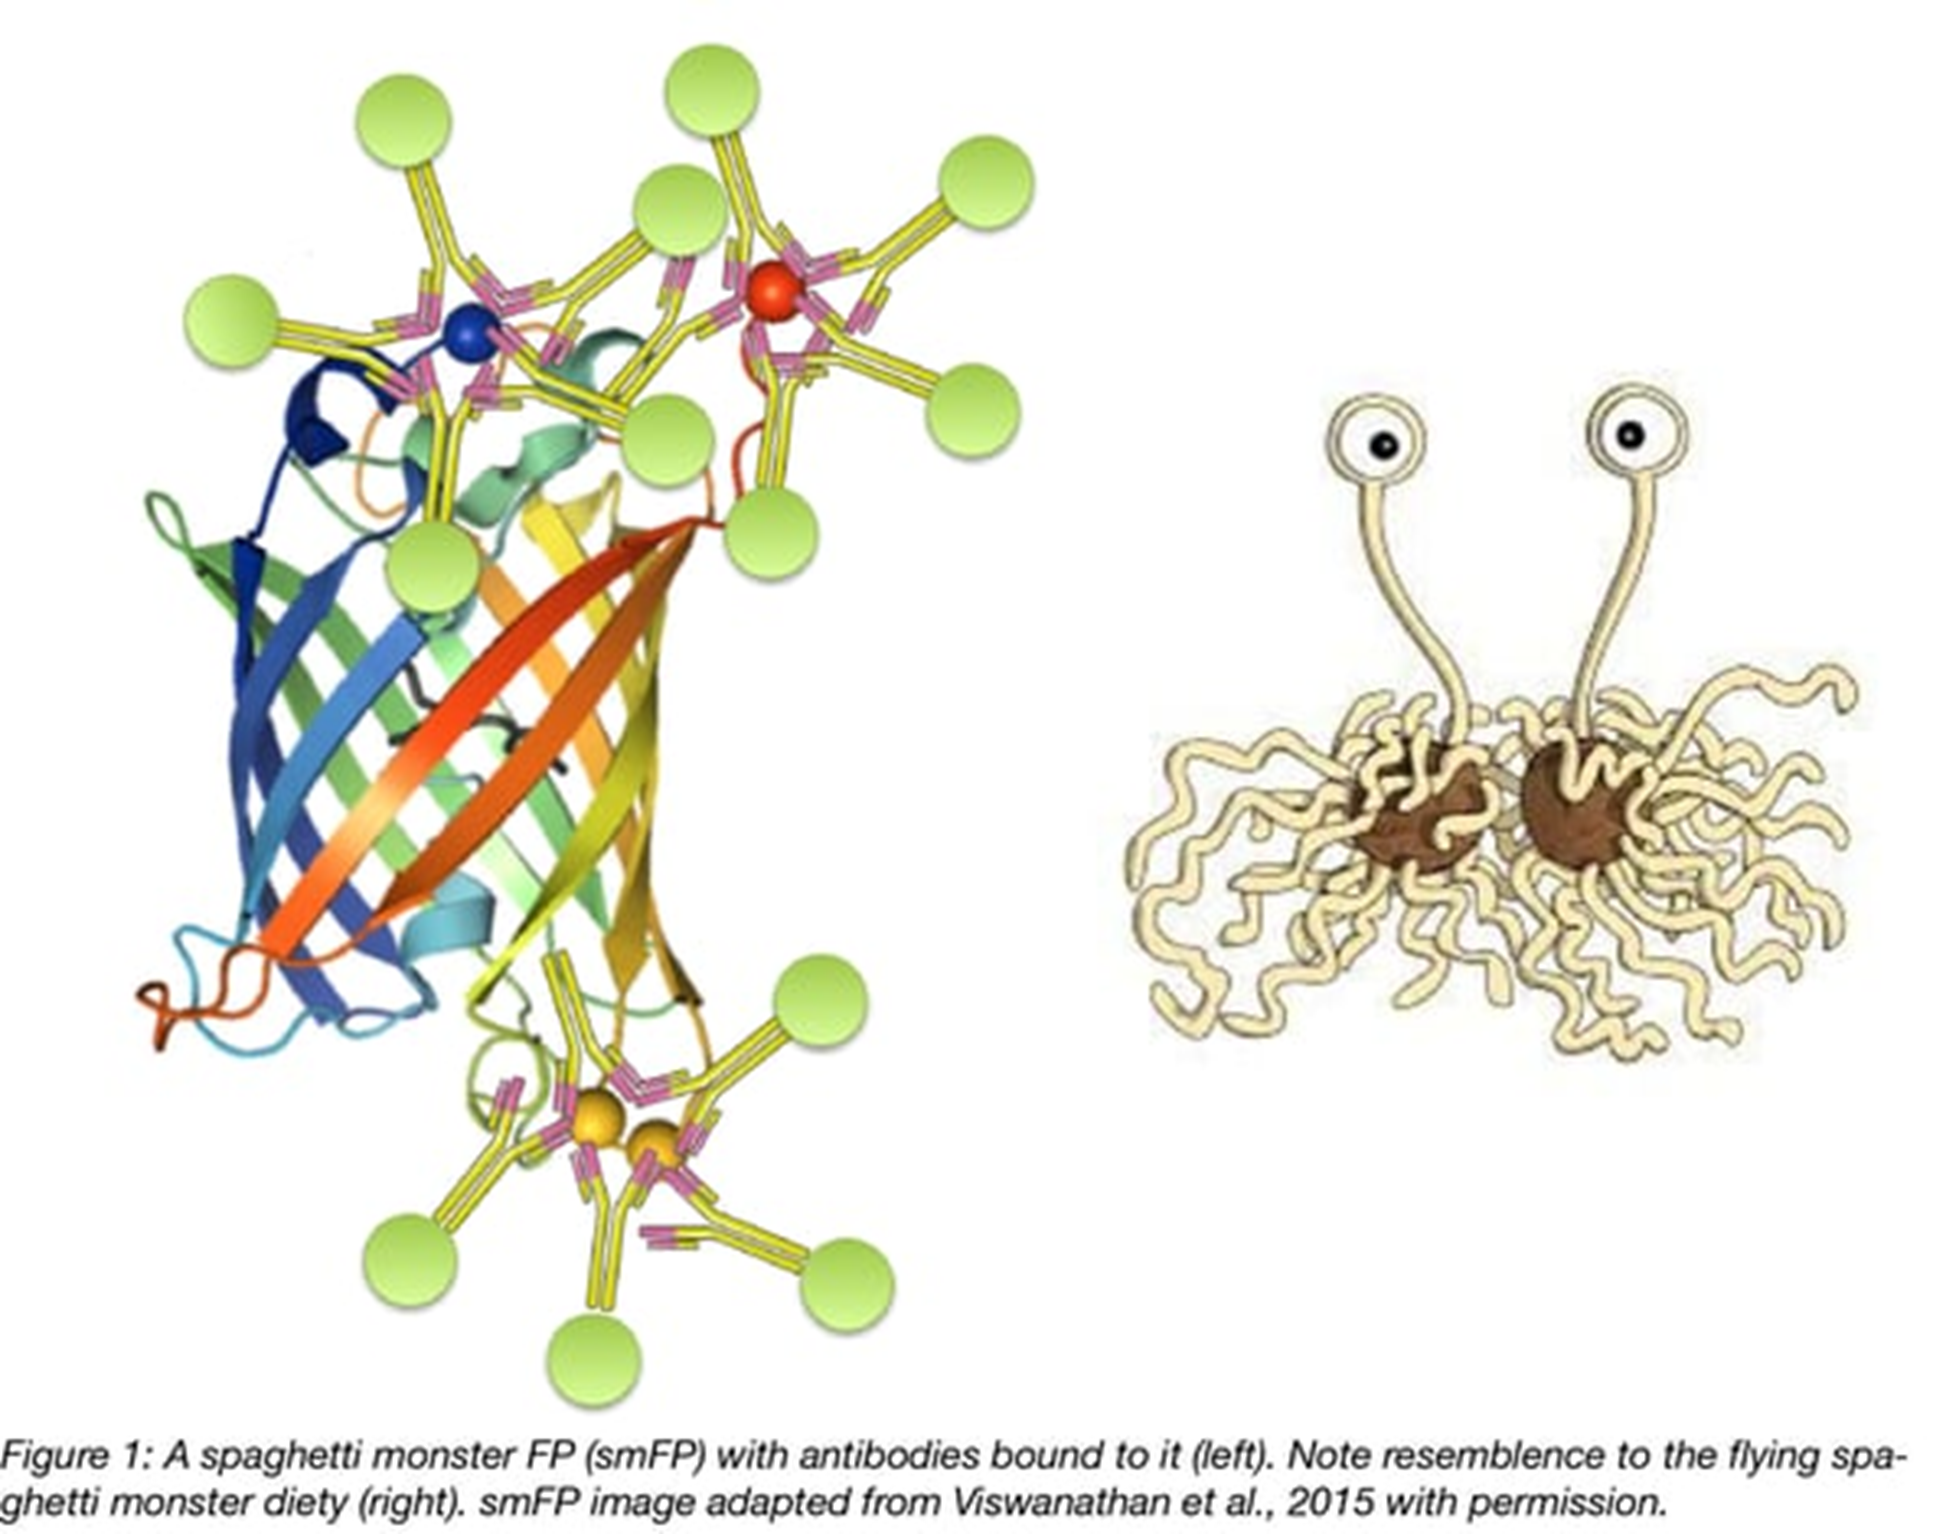 Figure 1: A spaghetti monster FP (smFP) with antibodies bound to it (left). Note resemblence to the flying spa-
ghetti monster diety (right). smFP image adapted from Viswanathan et al., 2015 with permission.